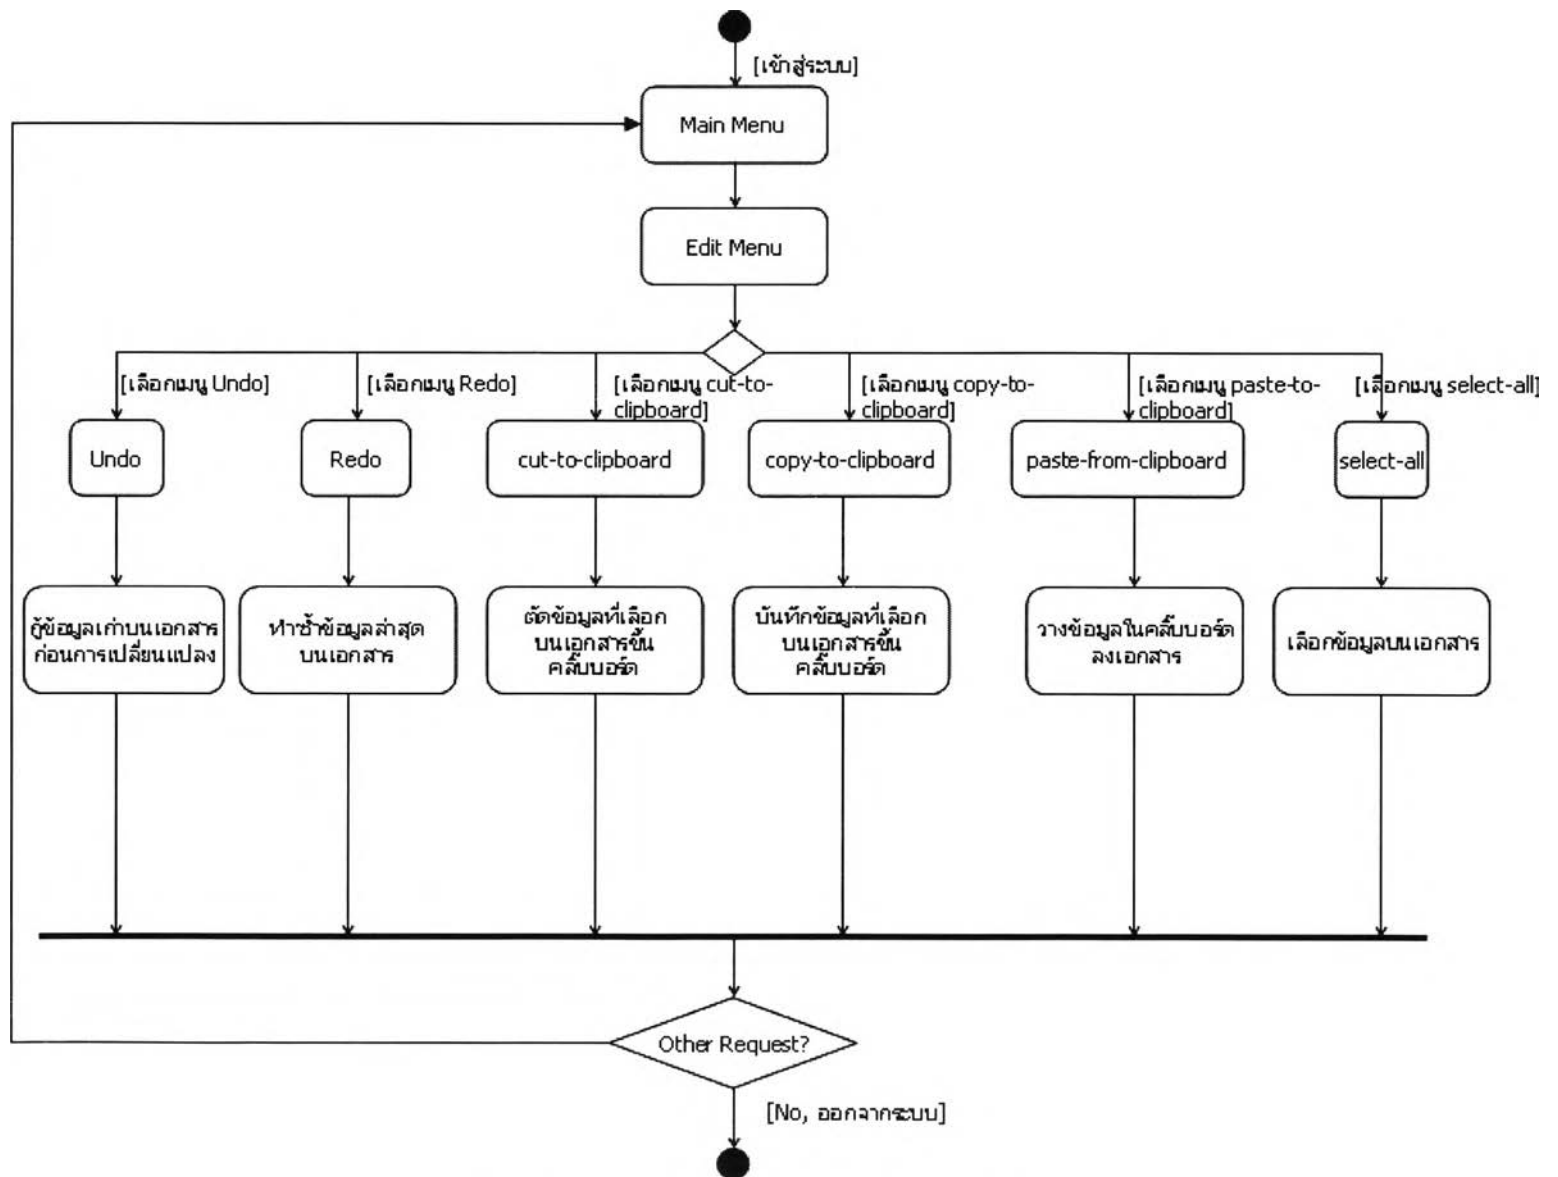 [เข้าสู่ระบบ]
Main Menu
Edit Menu
[เลือกเมนู Undo]
[เลือกเมนู Redo]
[เลือกเมนู cut-to-
clipboard]
[เลือกเมนู copy-to-
clipboard]
[เลือกเมนู paste-to-
clipboard]
[เลือกเมนู select-all]
Undo
Redo
cut-to-clipboard
copy-to-clipboard
paste-from-clipboard
select-all
กู้ข้อมูลเก่าบนเอกสาร
ก่อนการเปลี่ยนแปลง
ทำซ้ำข้อมูลล่าสุด
บนเอกสาร
ตัดข้อมูลที่เลือก
บนเอกสารขึ้น
คลิ๊บบอร์ด
บันทึกข้อมูลที่เลือก
บนเอกสารขึ้น
คลิ๊บบอร์ด
วางข้อมูลในคลิ๊บบอร์ด
ลงเอกสาร
เลือกข้อมูลบนเอกสาร
Other Request?
[No, ออกจากระบบ]